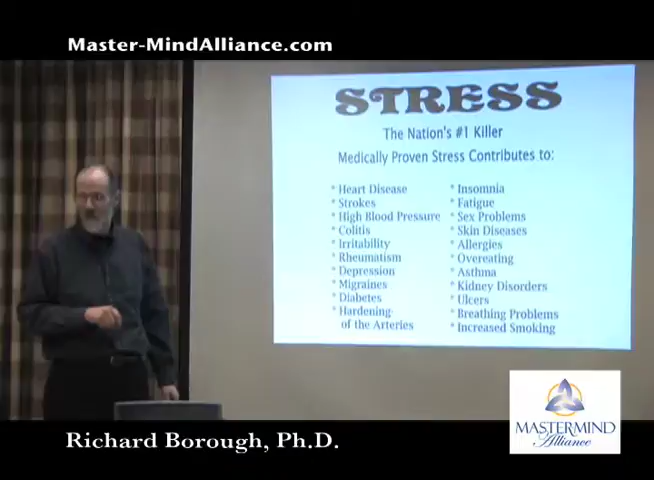 Master-MindAlliance.com
STRESS
The Nation's #1 Killer
Medically Proven Stress Contributes to:
* Heart Disease
* Strokes
* High Blood Pressure
* Colitis
* Irritability
* Rheumatism
* Depression
* Migraines
* Diabetes
* Hardening
of the Arteries
* Insomnia
* Fatigue
* Sex Problems
* Skin Diseases
* Allergies
* Overeating
* Asthma
* Kidney Disorders
* Ulcers
* Breathing Problems
* Increased Smoking
Richard Borough, Ph.D.
MASTERMIND
Alliance